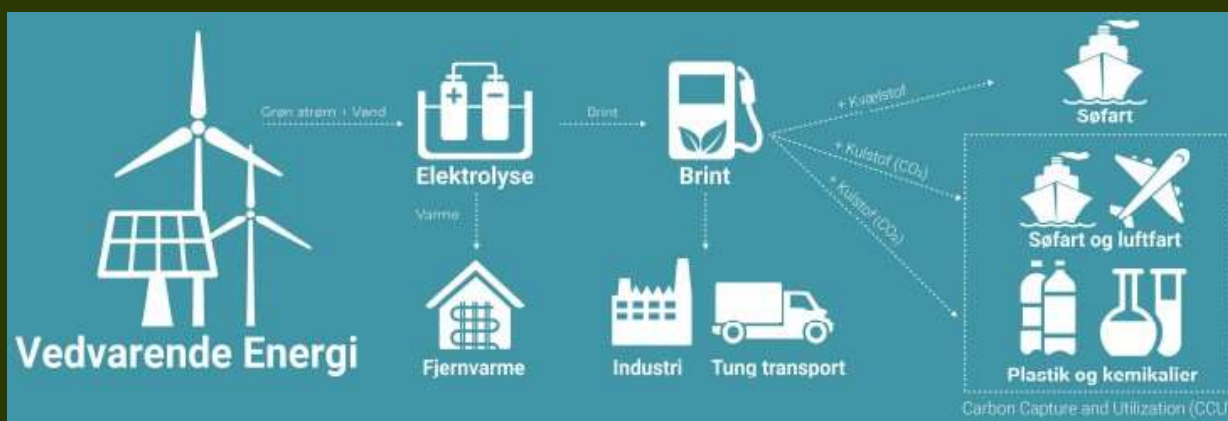 Grøn strøm + Vand
Brint
+ Kvælstof
+ Kulstof (CO₂)
+ Kulstof (CO₂)
Søfart
Elektrolyse
Brint
Varme
Søfart og luftfart
Vedvarende Energi
Fjernvarme
Industri
Tung transport
Plastik og kemikalier
Carbon Capture and Utilization (CCU